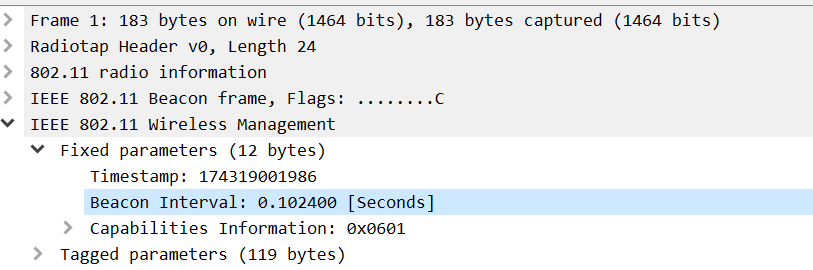 Frame 1: 183 bytes on wire (1464 bits), 183 bytes captured (1464 bits)
Radiotap Header v0, Length 24
802.11 radio information
IEEE 802.11 Beacon frame, Flags: ........C
IEEE 802.11 Wireless Management
Fixed parameters (12 bytes)
Timestamp: 174319001986
Beacon Interval: 0.102400 [Seconds]
Capabilities Information: 0x0601
Tagged parameters (119 bytes)